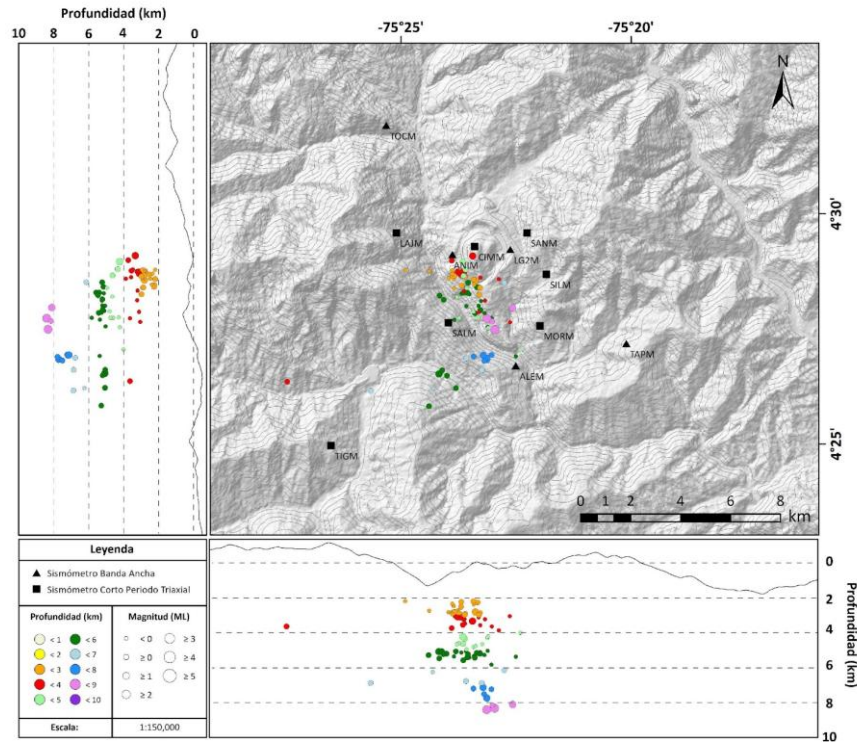 Profundidad (km)
10 8 6 4 2 0
-75°25' -75°20'
N
TOCM
4°30'
LAJM
CIMM
SANM
ANIM
LG2M
SILM
SALM
MORM
TAPM
ALEM
TIGM
4°25'
0 1 2 4 6 8
km
Leyenda
Sismómetro Banda Ancha
Sismómetro Corto Periodo Triaxial
Profundidad (km) Magnitud (ML)
< 1 < 6 < 0 ≥ 3
< 2 < 7 ≥ 0 ≥ 4
< 3 < 8 ≥ 1 ≥ 5
< 4 < 9 ≥ 2
< 5 < 10
Escala: 1:150,000
0
2
4
6
8
10
Profundidad (km)